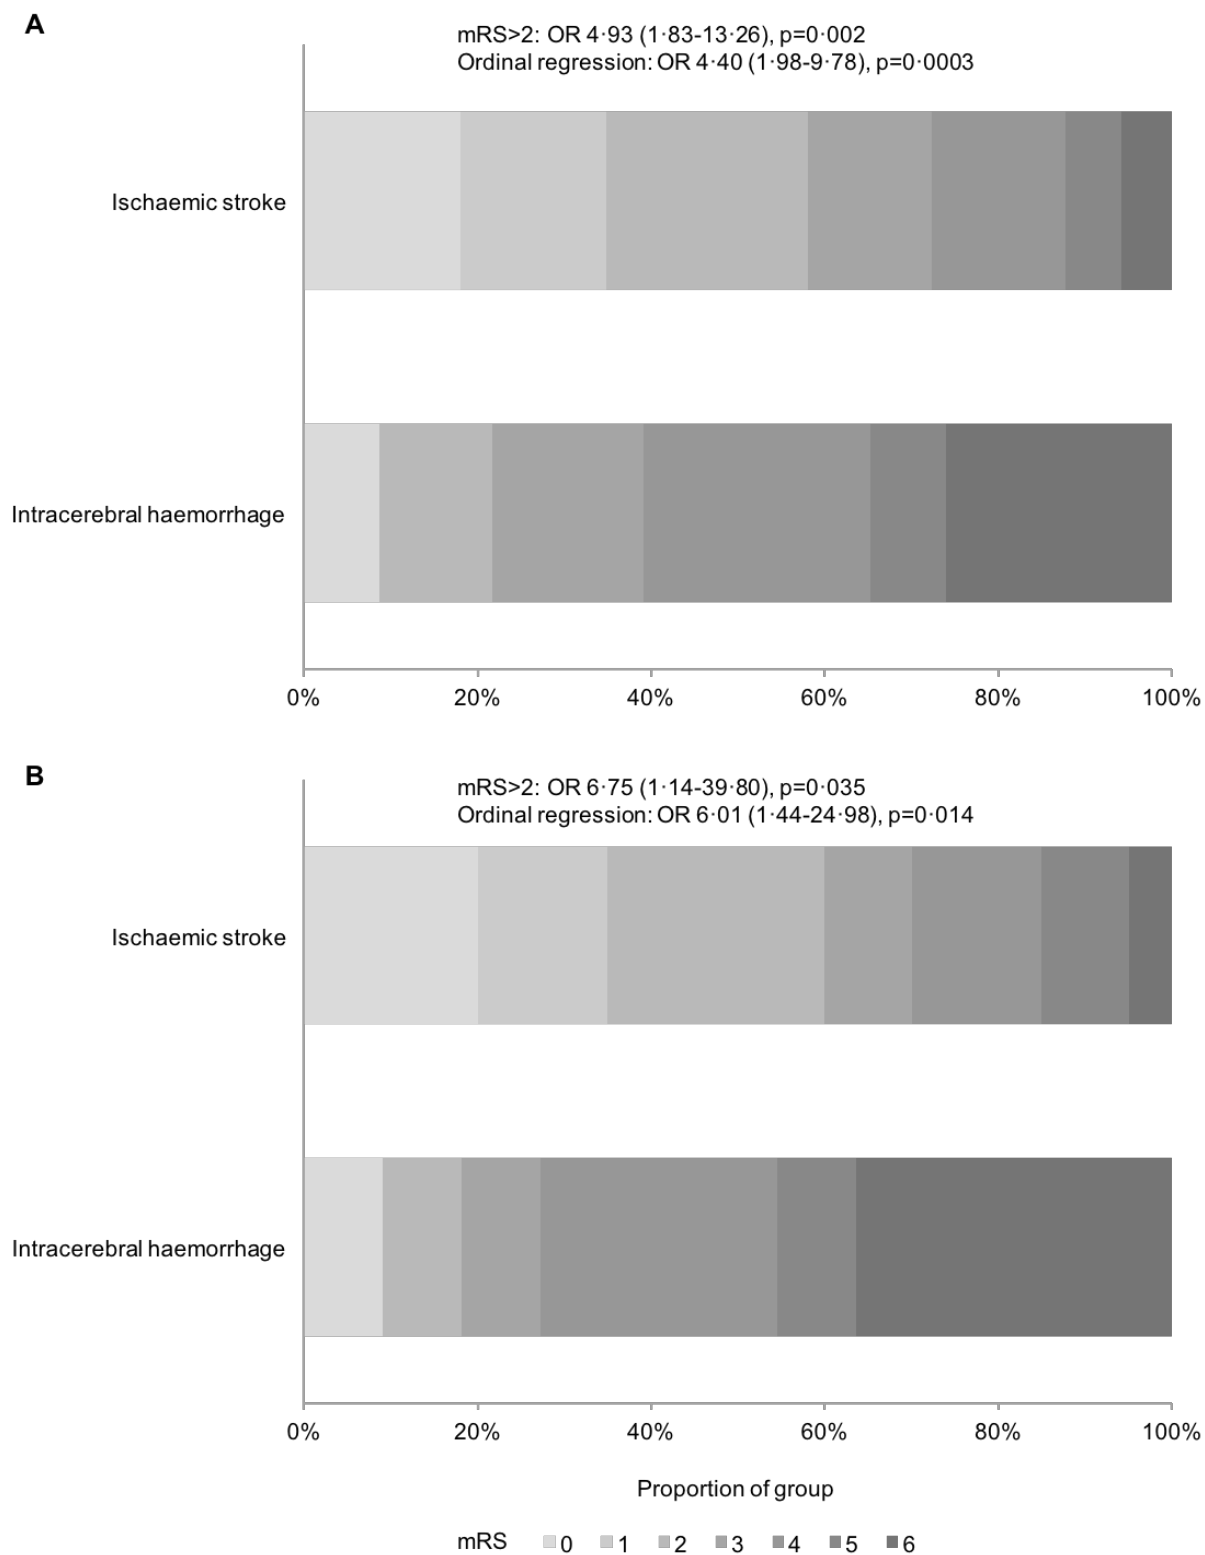 A
mRS>2: OR 4·93 (1·83-13·26), p=0·002
Ordinal regression: OR 4·40 (1·98-9·78), p=0·0003
Ischaemic stroke
Intracerebral haemorrhage
0% 20% 40% 60% 80% 100%
B
mRS>2: OR 6·75 (1·14-39·80), p=0·035
Ordinal regression: OR 6·01 (1·44-24·98), p=0·014
Ischaemic stroke
Intracerebral haemorrhage
0% 20% 40% 60% 80% 100%
Proportion of group
mRS 0 1 2 3 4 5 6